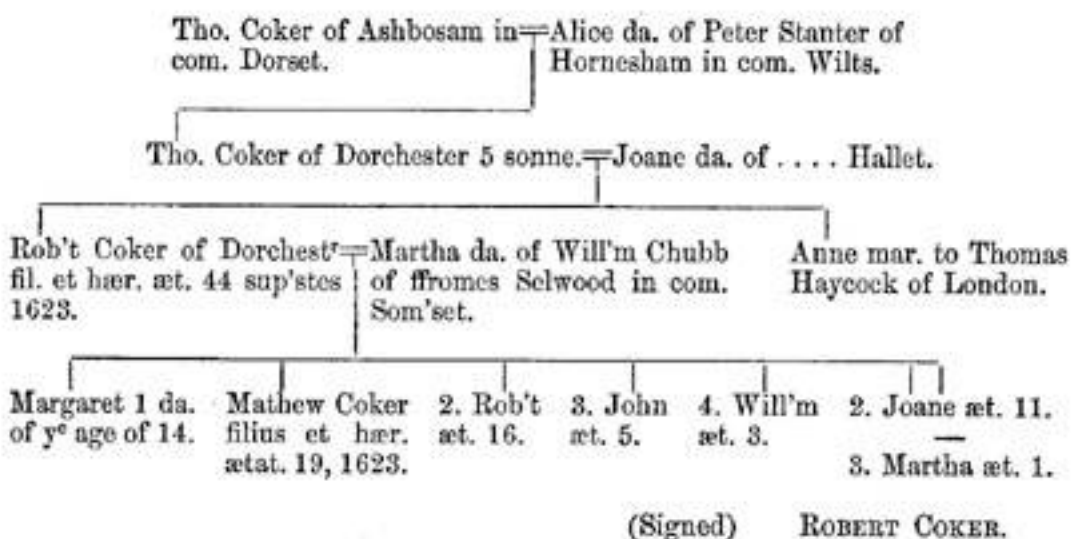 Tho. Coker of Ashbosam in═Alice da. of Peter Stanter of
com. Dorset. Hornesham in com. Wilts.
Tho. Coker of Dorchester 5 sonne.═Joane da. of .... Hallet.
Rob't Coker of Dorchestʳ═Martha da. of Will'm Chubb
fil. et hær. æt. 44 sup'stes of ffromes Selwood in com.
1623. Som'set.
Anne mar. to Thomas
Haycock of London.
Margaret 1 da.
of yᵉ age of 14.
Mathew Coker
filius et hær.
ætat. 19, 1623.
2. Rob't
æt. 16.
3. John
æt. 5.
4. Will'm
æt. 3.
2. Joane æt. 11.
—
3. Martha æt. 1.
(Signed) ROBERT COKER.